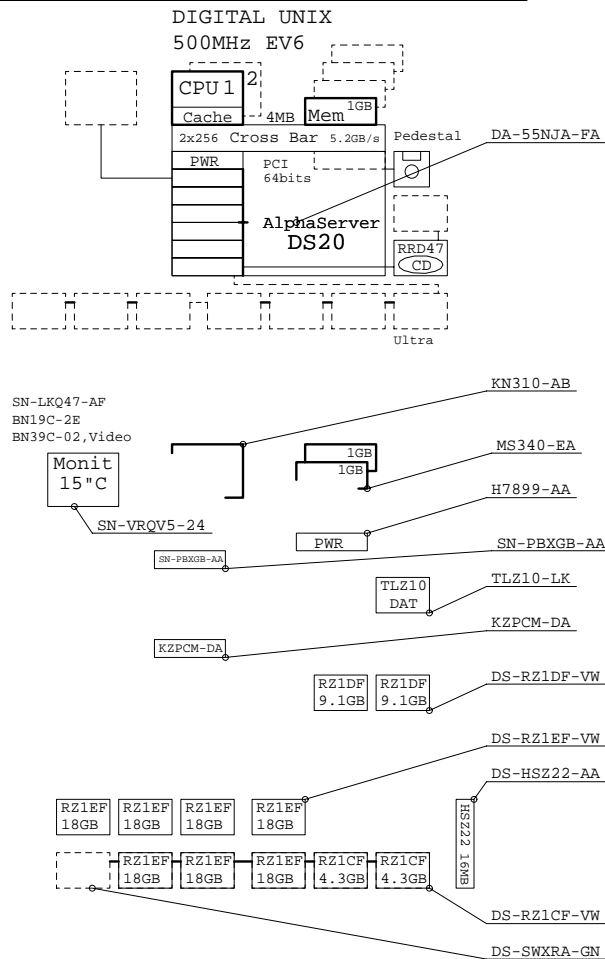 DIGITAL UNIX
500MHz EV6
CPU 1
2
Cache
4MB
Mem
1GB
2x256 Cross Bar 5.2GB/s
Pedestal
DA-55NJA-FA
PWR
PCI
64bits
AlphaServer
DS20
RRD47
CD
Ultra
KN310-AB
SN-LKQ47-AF
BN19C-2E
BN39C-02,Video
Monit
15"C
1GB
1GB
MS340-EA
H7899-AA
SN-VRQV5-24
PWR
SN-PBXGB-AA
SN-PBXGB-AA
TLZ10
DAT
TLZ10-LK
KZPCM-DA
KZPCM-DA
RZ1DF
9.1GB
RZ1DF
9.1GB
DS-RZ1DF-VW
DS-RZ1EF-VW
DS-HSZ22-AA
RZ1EF
18GB
RZ1EF
18GB
RZ1EF
18GB
RZ1EF
18GB
HSZ22 16MB
RZ1EF
18GB
RZ1EF
18GB
RZ1EF
18GB
RZ1CF
4.3GB
RZ1CF
4.3GB
DS-RZ1CF-VW
DS-SWXRA-GN